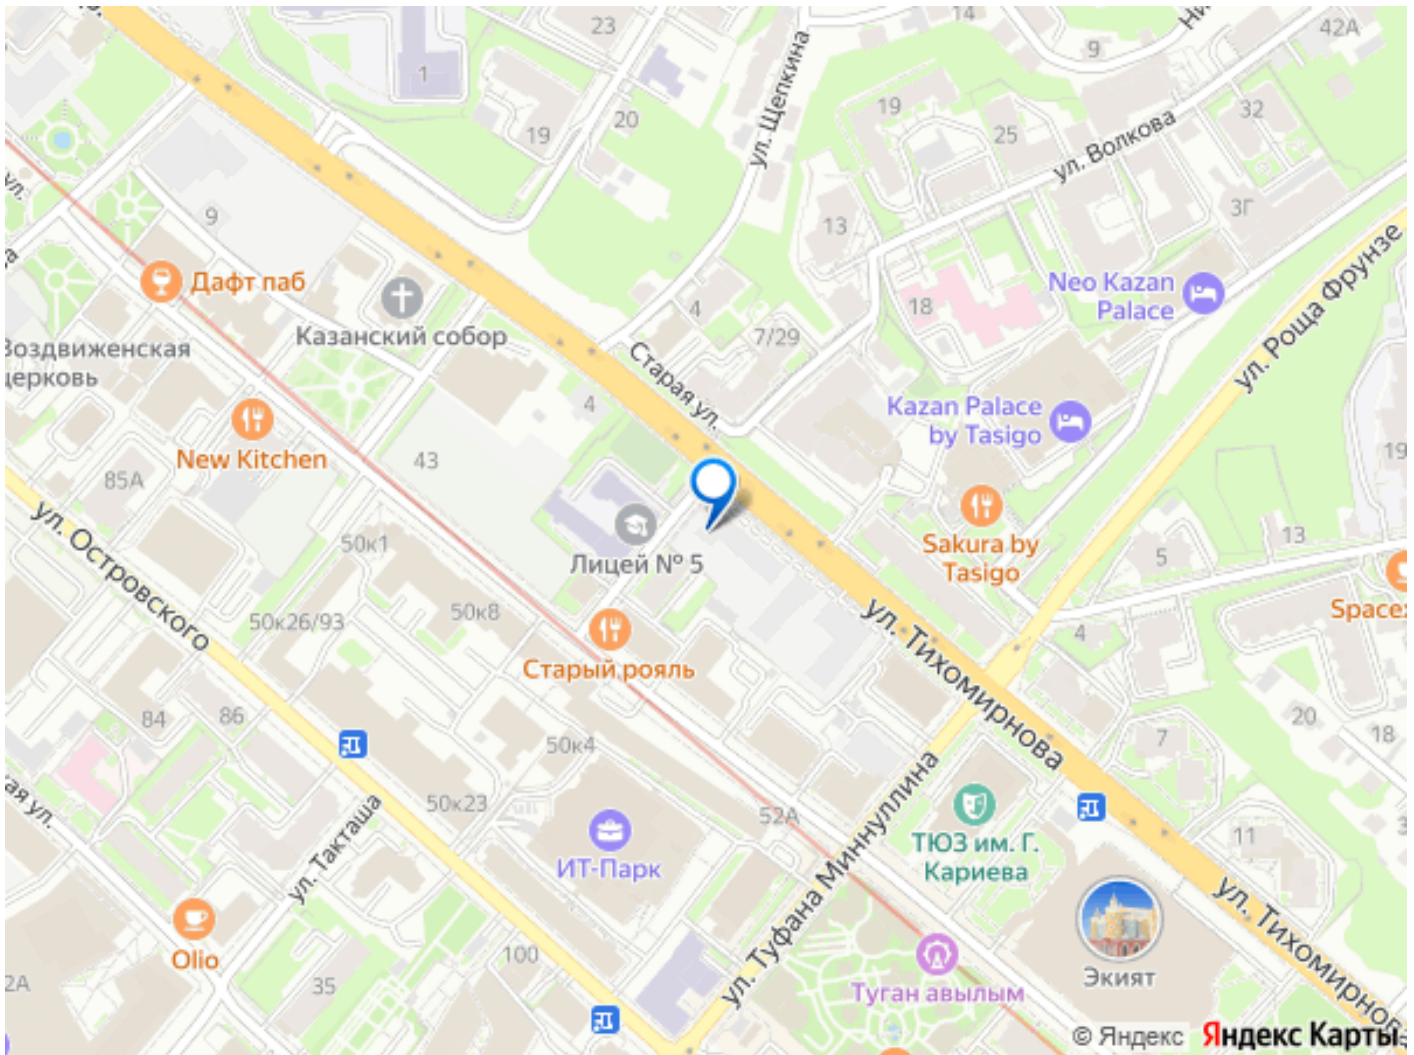 23
14
9
42А
1
19
20
ул. Щепкина
19
25
32
ул. Волкова
ул.
9
13
3Г
Дафт паб
Казанский собор
4
7/29
18
Neo Kazan
Palace
ул. Роща Фрунзе
Воздвиженская
церковь
Старая ул.
4
Kazan Palace
by Tasigo
New Kitchen
43
85А
19
ул. Островского
50к1
Лицей № 5
Sakura by
Tasigo
5
13
50к26/93
50к8
Старый рояль
ул. Тихомирнова
4
Space
84
86
50к4
7
20
18
50к23
52А
ул. Туфана Миннуллина
ТЮЗ им. Г.
Кариева
11
ул. Такташа
ИТ-Парк
ул. Тихомирнов
Olio
100
35
2А
Туган авылым
Экият
© Яндекс Яндекс Карты